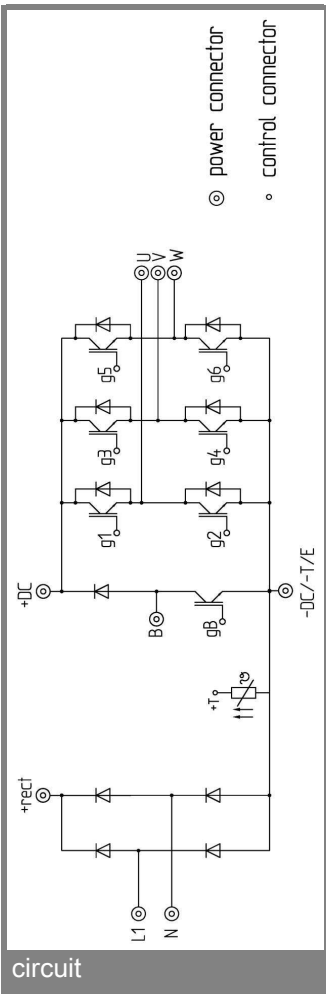 +rect
+DC
L1
N
+T
ϑ
B
gB
-DC/-T/E
g1
g3
g5
g2
g4
g6
U
V
W
power connector
control connector
circuit